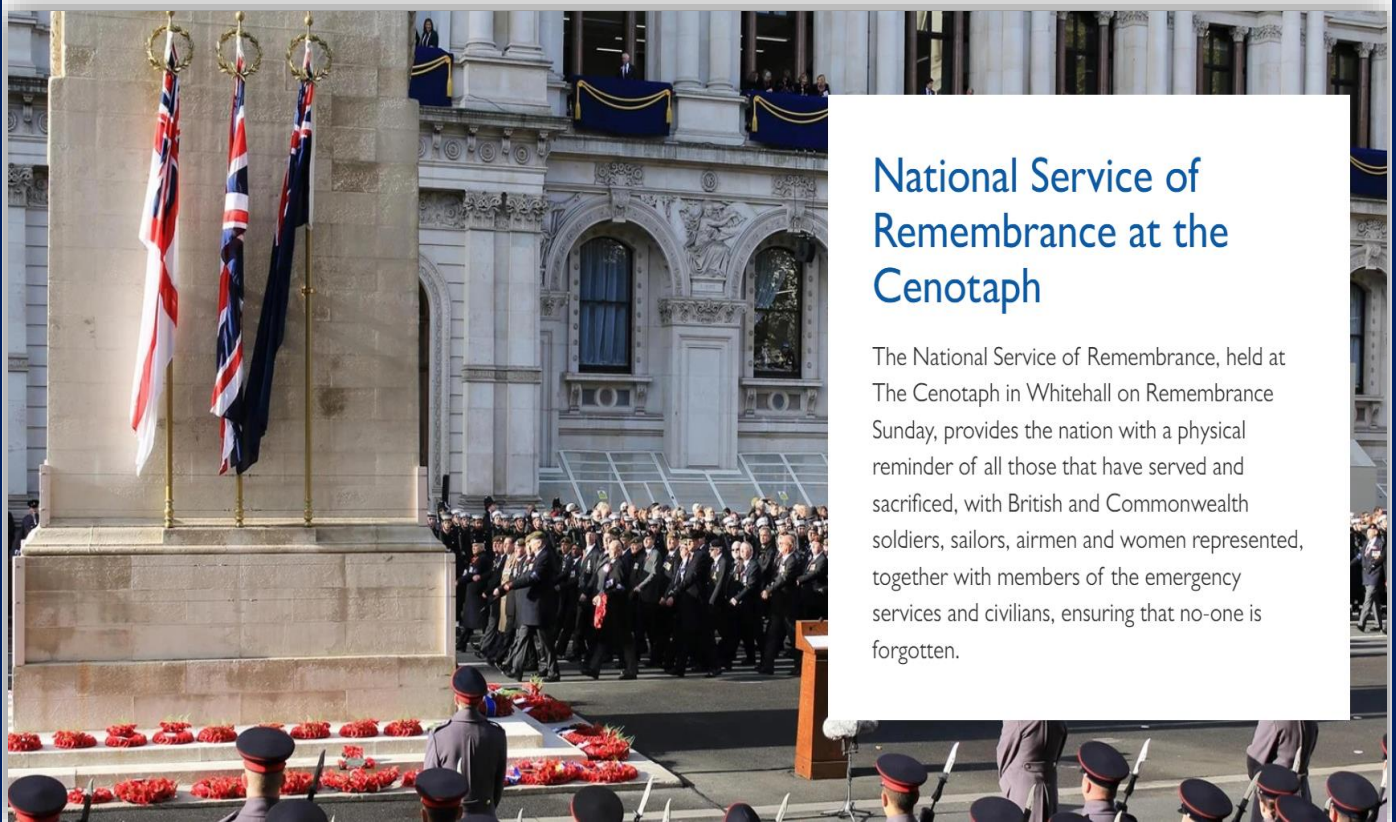 National Service of
Remembrance at the
Cenotaph
The National Service of Remembrance, held at
The Cenotaph in Whitehall on Remembrance
Sunday, provides the nation with a physical
reminder of all those that have served and
sacrificed, with British and Commonwealth
soldiers, sailors, airmen and women represented,
together with members of the emergency
services and civilians, ensuring that no-one is
forgotten.